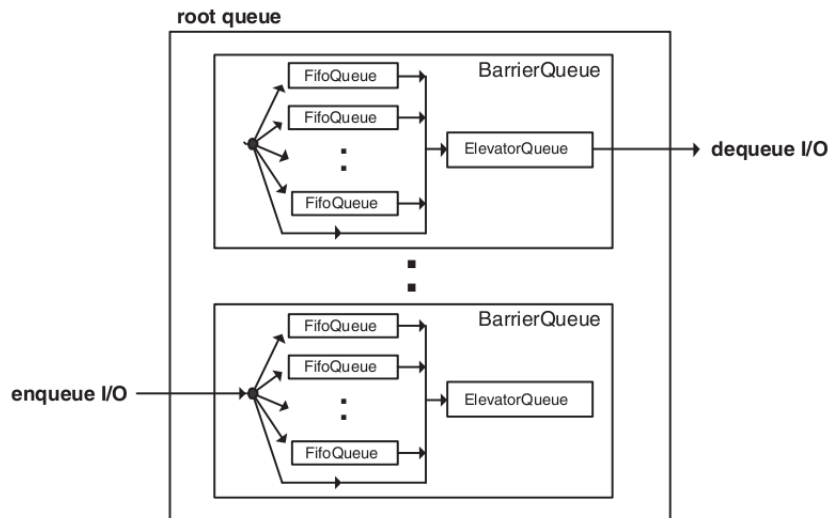 root queue
BarrierQueue
FifoQueue
FifoQueue
ElevatorQueue
dequeue I/O
FifoQueue
BarrierQueue
FifoQueue
FifoQueue
enqueue I/O
ElevatorQueue
FifoQueue